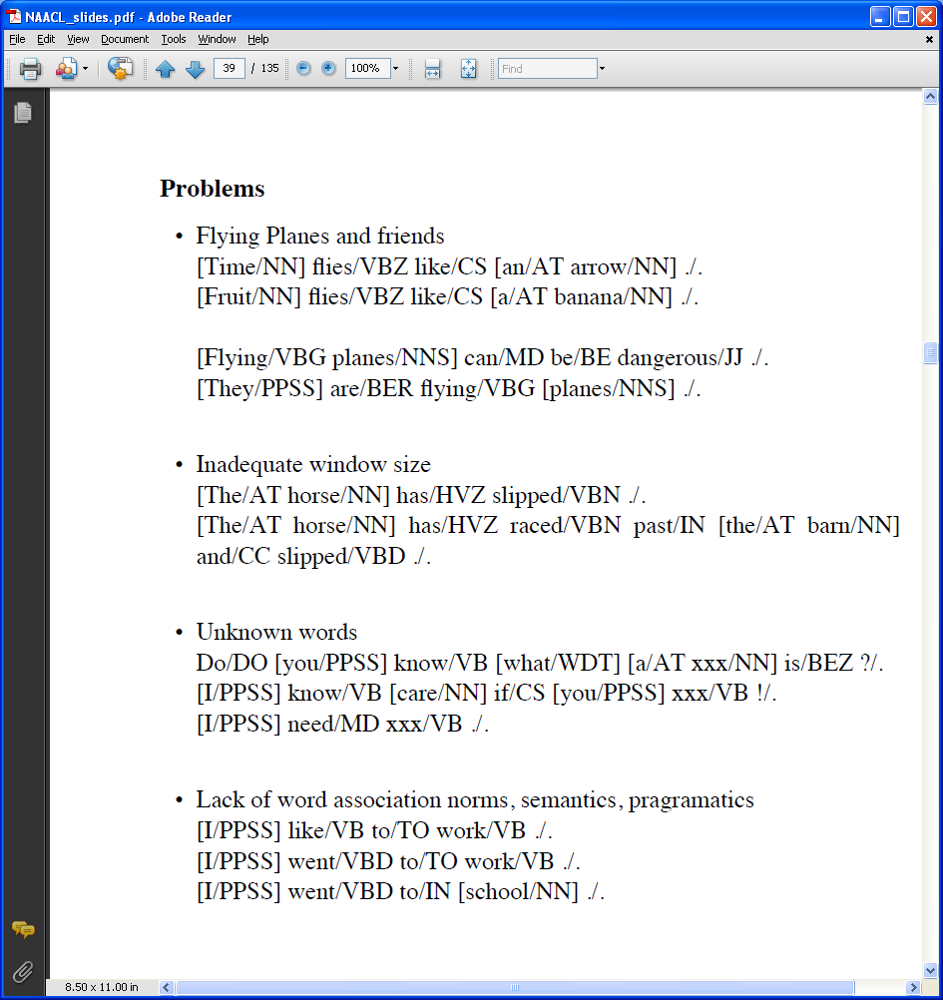 NAACL_slides.pdf - Adobe Reader
File Edit View Document Tools Window Help
39 / 135 100% Find
Problems
• Flying Planes and friends
[Time/NN] flies/VBZ like/CS [an/AT arrow/NN] ./.
[Fruit/NN] flies/VBZ like/CS [a/AT banana/NN] ./.
[Flying/VBG planes/NNS] can/MD be/BE dangerous/JJ ./.
[They/PPSS] are/BER flying/VBG [planes/NNS] ./.
• Inadequate window size
[The/AT horse/NN] has/HVZ slipped/VBN ./.
[The/AT horse/NN] has/HVZ raced/VBN past/IN [the/AT barn/NN]
and/CC slipped/VBD ./.
• Unknown words
Do/DO [you/PPSS] know/VB [what/WDT] [a/AT xxx/NN] is/BEZ ?/.
[I/PPSS] know/VB [care/NN] if/CS [you/PPSS] xxx/VB !/.
[I/PPSS] need/MD xxx/VB ./.
• Lack of word association norms, semantics, pragramatics
[I/PPSS] like/VB to/TO work/VB ./.
[I/PPSS] went/VBD to/TO work/VB ./.
[I/PPSS] went/VBD to/IN [school/NN] ./.
8.50 x 11.00 in